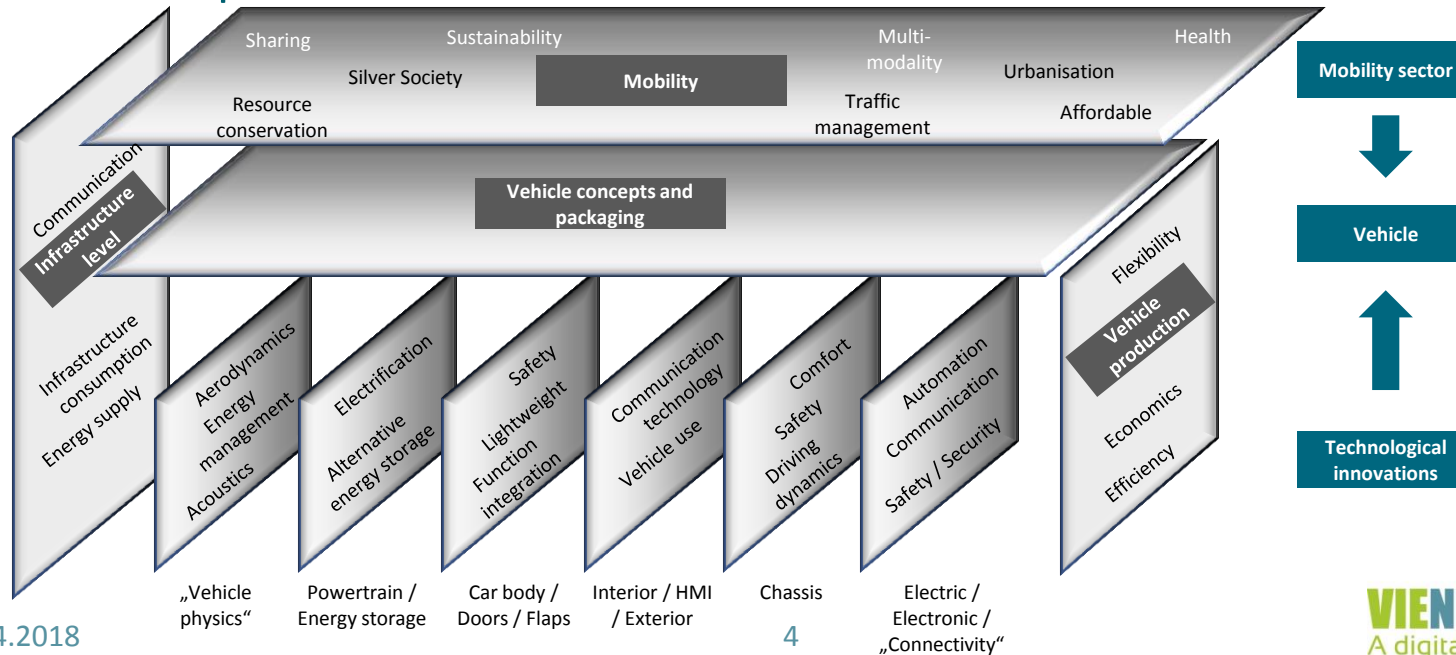 Sharing
Sustainability
Multi-
modality
Health
Silver Society
Mobility
Urbanisation
Resource
conservation
Traffic
management
Affordable
Mobility sector
Communication
Infrastructure
level
Infrastructure
consumption
Energy supply
Vehicle concepts and
packaging
Vehicle
Flexibility
Vehicle
production
Economics
Efficiency
Technological
innovations
Aerodynamics
Energy
management
Acoustics
Electrification
Alternative
energy storage
Safety
Lightweight
Function
integration
Communication
technology
Vehicle use
Comfort
Safety
Driving
dynamics
Automation
Communication
Safety / Security
„Vehicle
physics“
Powertrain /
Energy storage
Car body /
Doors / Flaps
Interior / HMI
/ Exterior
Chassis
Electric /
Electronic /
„Connectivity“
4.2018
4
VIEN
A digita